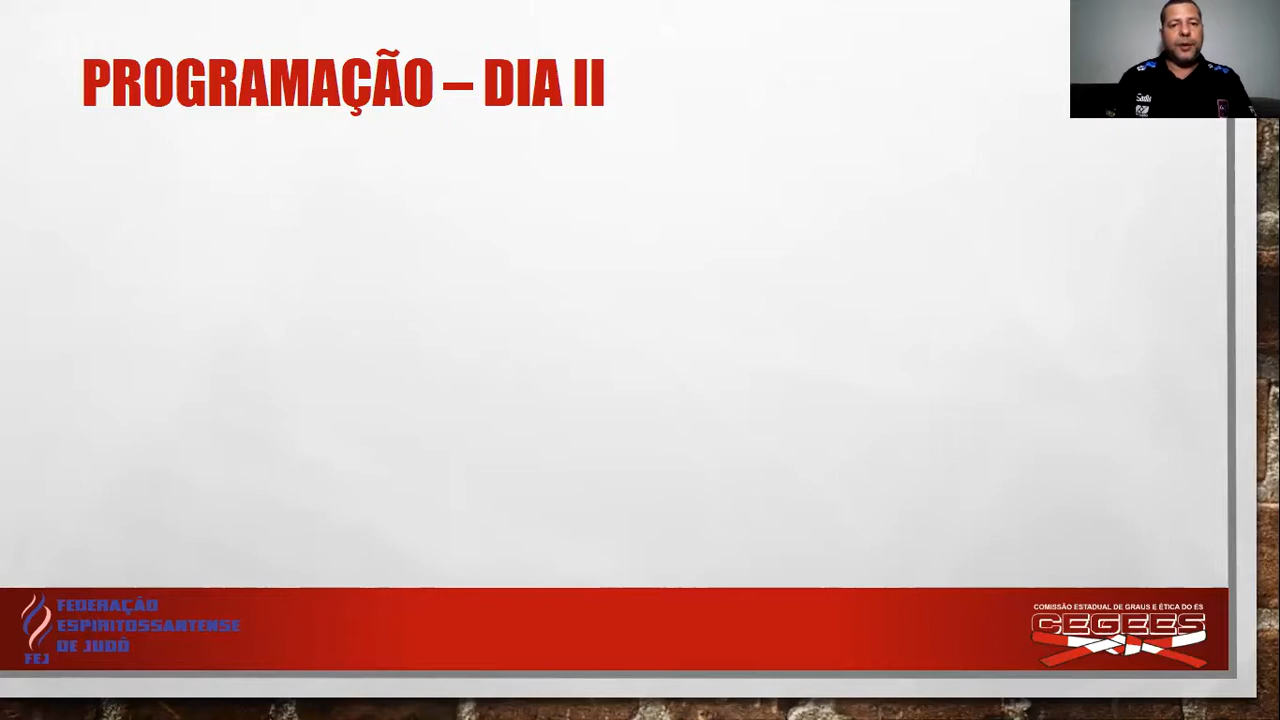 PROGRAMAÇÃO – DIA II
FEDERAÇÃO
ESPIRITOSSANTENSE
DE JUDÔ
FEJ
COMISSÃO ESTADUAL DE GRAUS E ÉTICA DO ES
CEGEES